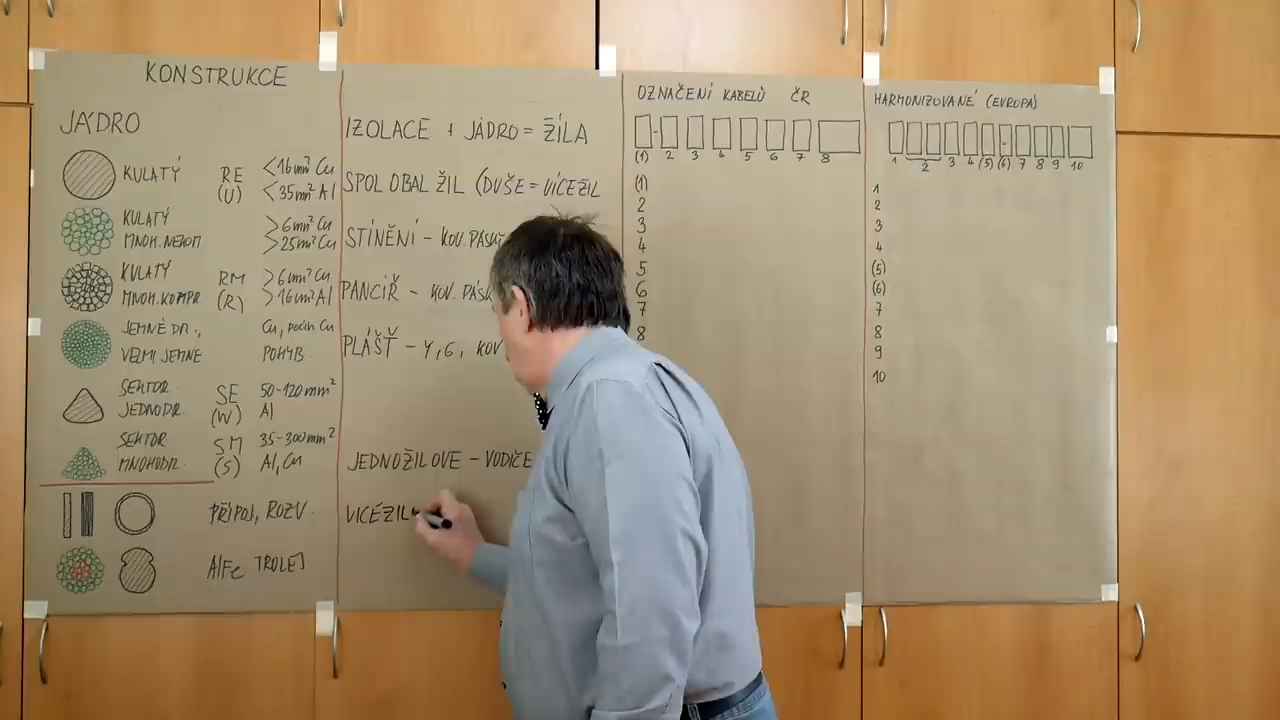 KONSTRUKCE
JÁDRO
KULATÝ RE <16mm² Cu
(U) <35mm² Al
KULATÝ >6mm² Cu
MNOH.NEKOM >25mm² Cu
KULATÝ RM >6mm² Cu
MNOH.KOMPR (R) >16mm² Al
JEMNĚ DR., Cu, pocín Cu
VELMI JEMNĚ POHYB.
SEKTOR. SE 50-120mm²
JEDNODR. (W) Al
SEKTOR SM 35-300mm²
MNOHODR. (S) Al, Cu
PŘÍPOJ, ROZV.
AlFe TROLEJ
IZOLACE + JÁDRO = ŽÍLA
SPOL OBAL ŽIL (DUŠE = VÍCEŽIL
STÍNĚNÍ - KOV. PÁSK
PANCÍŘ - KOV. PÁSK
PLÁŠŤ - Y, G, KOV
JEDNOŽILOVÉ - VODIČE
VÍCEŽIL
OZNAČENÍ KABELŮ ČR
(1) 2 3 4 5 6 7 8
(1)
2
3
4
5
6
7
8
HARMONIZOVANÉ (EVROPA)
1 2 3 4 (5) (6) 7 8 9 10
1
2
3
4
(5)
(6)
7
8
9
10